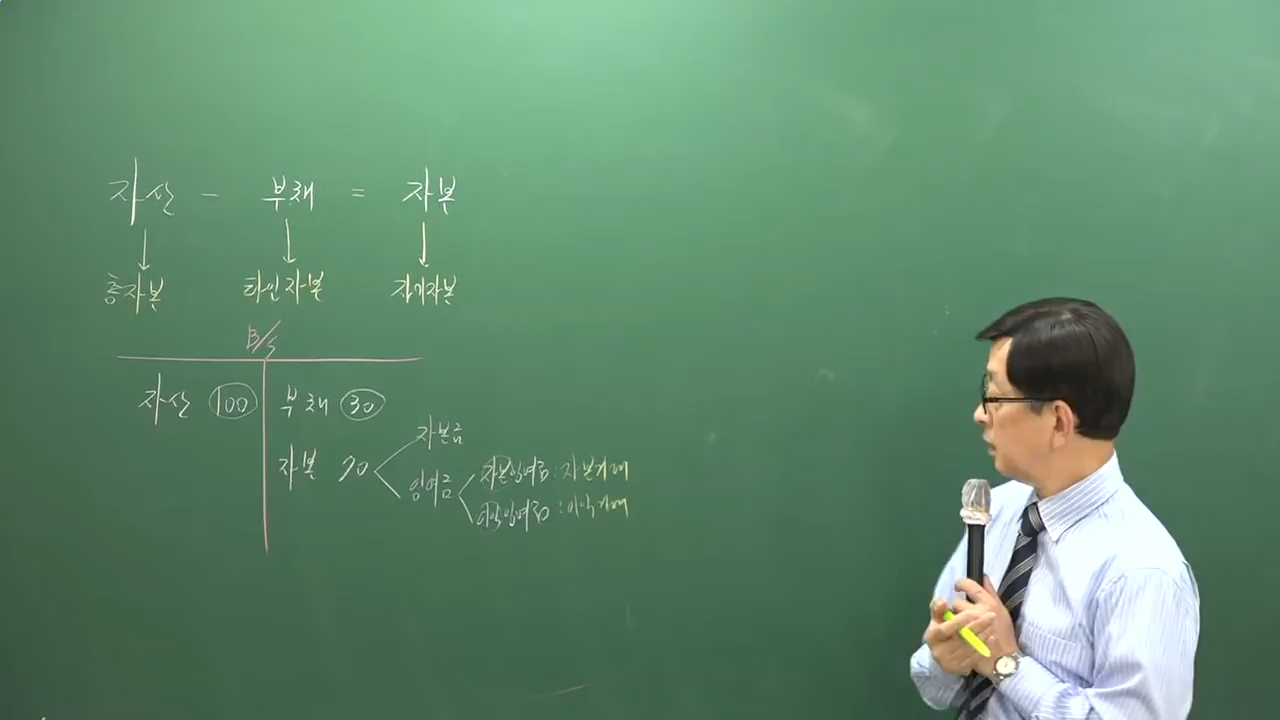 자산 - 부채 = 자본
총자본 타인자본 자기자본
B/S
자산 100 부채 30
자본 70
자본금
잉여금
자본잉여금 : 자본거래
이익잉여금 : 이익거래